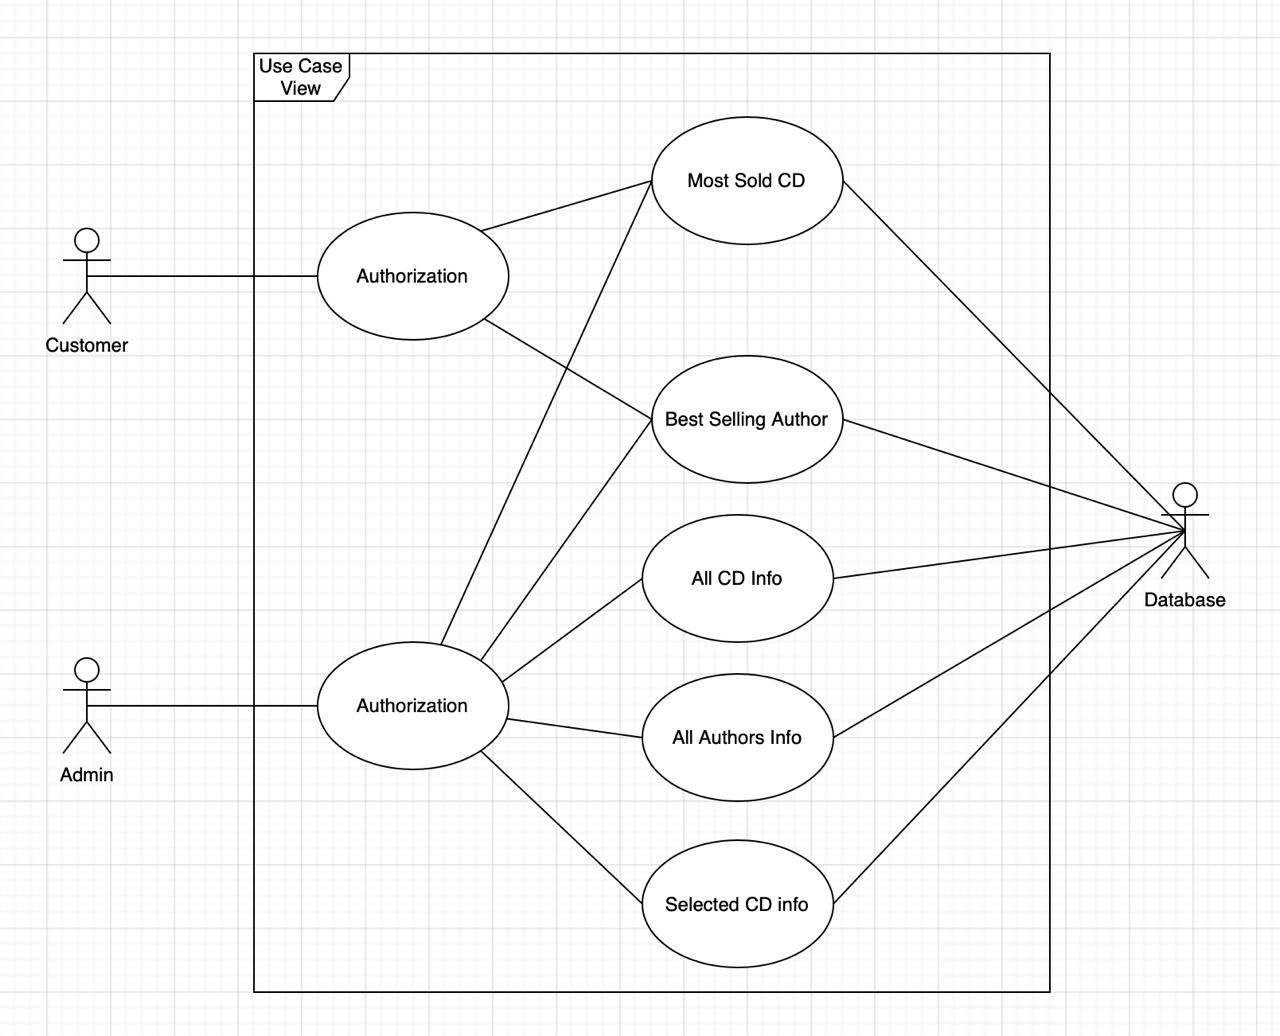 Use Case
View
Most Sold CD
Authorization
Customer
Best Selling Author
All CD Info
Database
Authorization
All Authors Info
Admin
Selected CD info